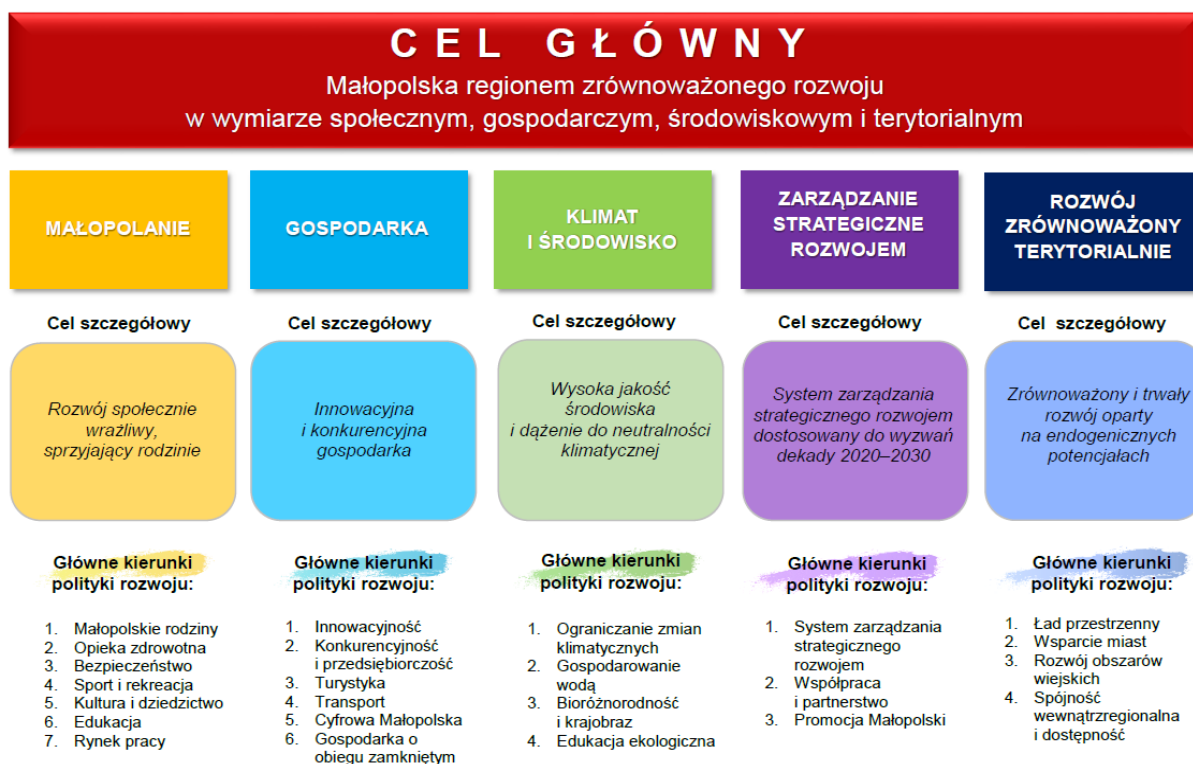 CEL GŁÓWNY
Małopolska regionem zrównoważonego rozwoju
w wymiarze społecznym, gospodarczym, środowiskowym i terytorialnym
MAŁOPOLANIE
GOSPODARKA
KLIMAT
I ŚRODOWISKO
ZARZĄDZANIE
STRATEGICZNE
ROZWOJEM
ROZWÓJ
ZRÓWNOWAŻONY
TERYTORIALNIE
Cel szczegółowy
Cel szczegółowy
Cel szczegółowy
Cel szczegółowy
Cel szczegółowy
Rozwój społecznie
wrażliwy,
sprzyjający rodzinie
Innowacyjna
i konkurencyjna
gospodarka
Wysoka jakość
środowiska
i dążenie do neutralności
klimatycznej
System zarządzania
strategicznego rozwojem
dostosowany do wyzwań
dekady 2020–2030
Zrównoważony i trwały
rozwój oparty
na endogenicznych
potencjałach
Główne kierunki
polityki rozwoju:
1. Małopolskie rodziny
2. Opieka zdrowotna
3. Bezpieczeństwo
4. Sport i rekreacja
5. Kultura i dziedzictwo
6. Edukacja
7. Rynek pracy
Główne kierunki
polityki rozwoju:
1. Innowacyjność
2. Konkurencyjność
i przedsiębiorczość
3. Turystyka
4. Transport
5. Cyfrowa Małopolska
6. Gospodarka o
obiegu zamkniętym
Główne kierunki
polityki rozwoju:
1. Ograniczanie zmian
klimatycznych
2. Gospodarowanie
wodą
3. Bioróżnorodność
i krajobraz
4. Edukacja ekologiczna
Główne kierunki
polityki rozwoju:
1. System zarządzania
strategicznego
rozwojem
2. Współpraca
i partnerstwo
3. Promocja Małopolski
Główne kierunki
polityki rozwoju:
1. Ład przestrzenny
2. Wsparcie miast
3. Rozwój obszarów
wiejskich
4. Spójność
wewnątrzregionalna
i dostępność